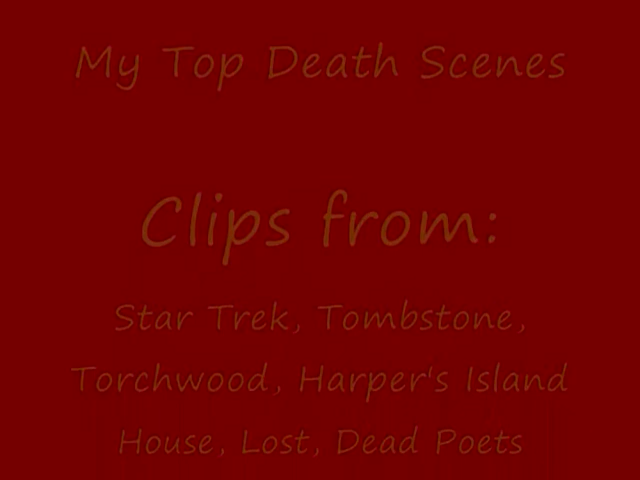 My Top Death Scenes
Clips from:
Star Trek, Tombstone,
Torchwood, Harper's Island
House, Lost, Dead Poets